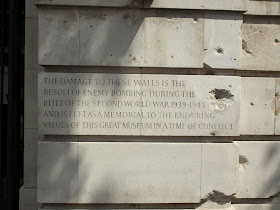 THE DAMAGE TO THESE WALLS IS THE
RESULT OF ENEMY BOMBING DURING THE
BLITZ OF THE SECOND WORLD WAR 1939-1945
AND IS LEFT AS A MEMORIAL TO THE ENDURING
VALUES OF THIS GREAT MUSEUM IN A TIME OF CONFLICT